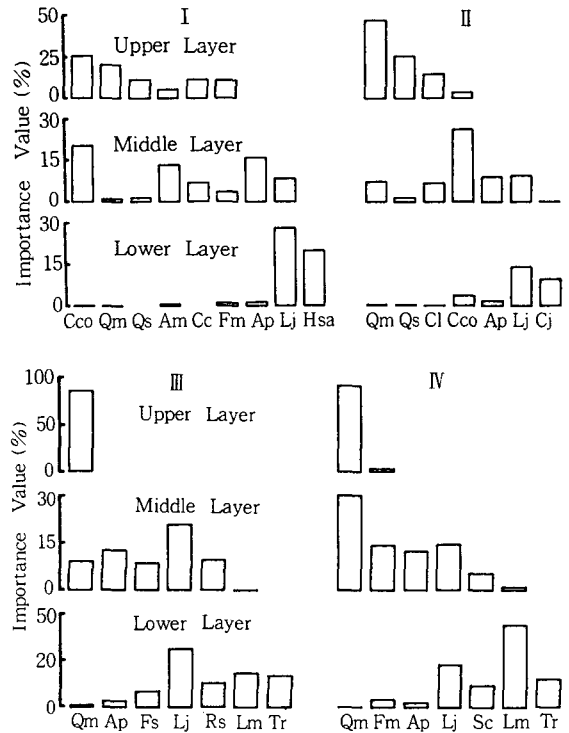 I II
50
25
0
Upper Layer
30
15
0
Middle Layer
30
15
0
Lower Layer
Importance Value (%)
Cco Qm Qs Am Cc Fm Ap Lj Hsa
Qm Qs Cl Cco Ap Lj Cj
III IV
100
50
0
Upper Layer
30
15
0
Middle Layer
50
20
0
Lower Layer
Importance Value (%)
Qm Ap Fs Lj Rs Lm Tr
Qm Fm Ap Lj Sc Lm Tr